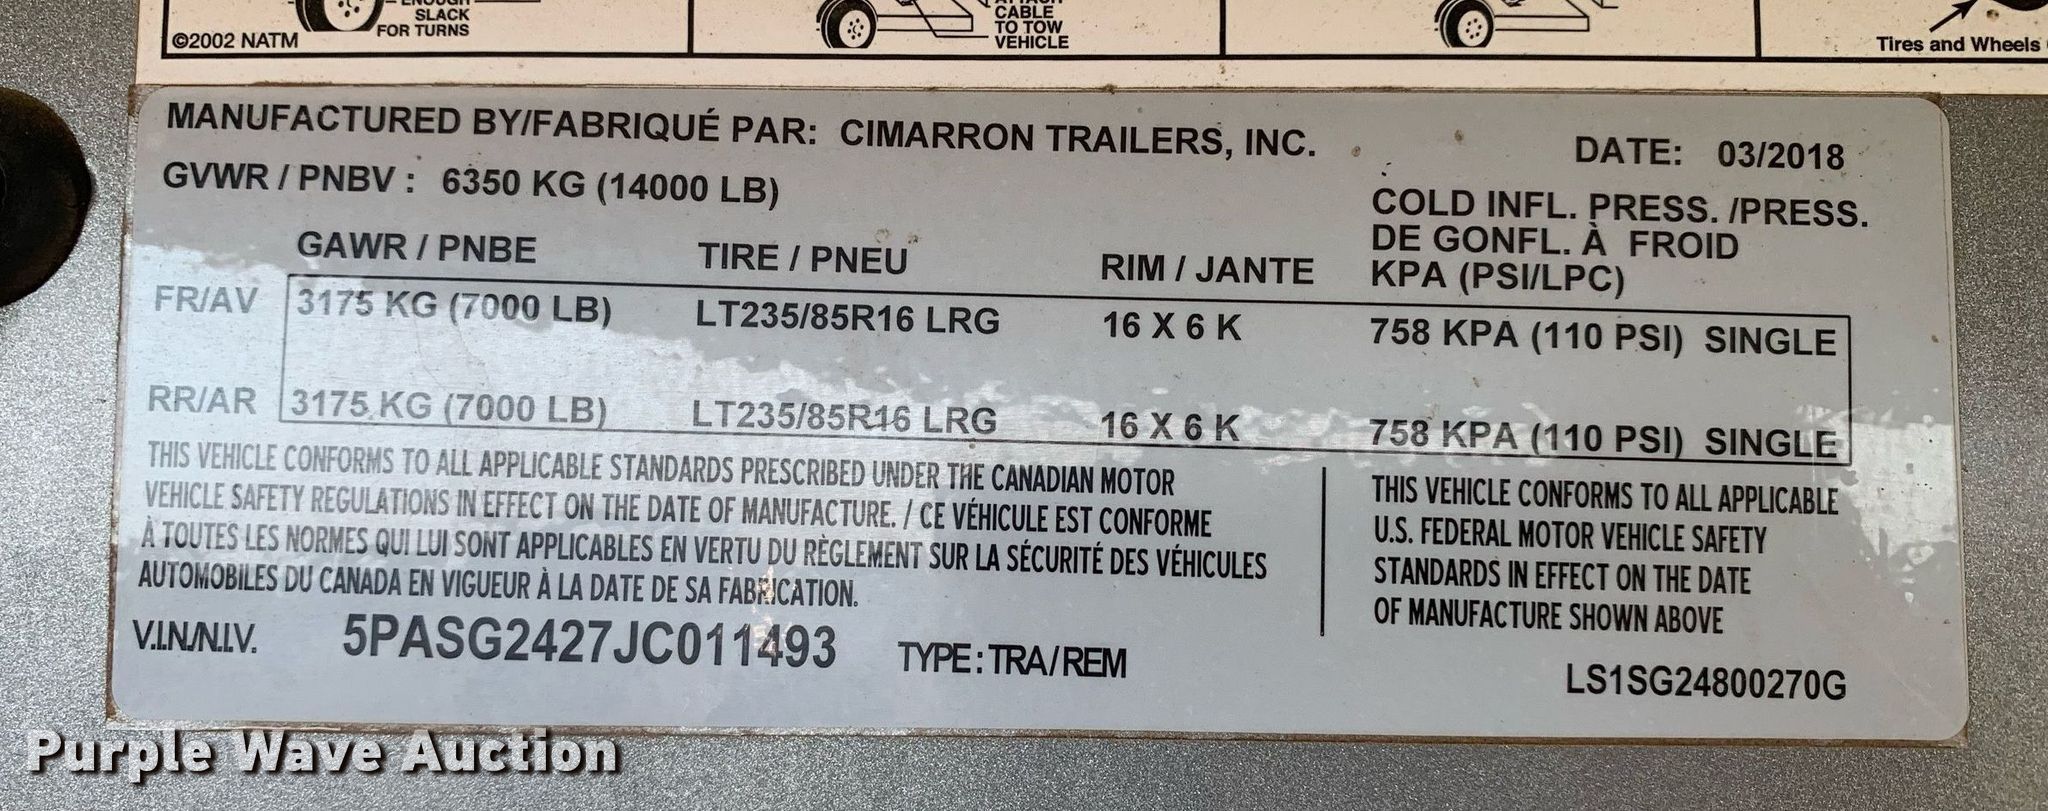 ENOUGH
SLACK
FOR TURNS
©2002 NATM
ATTACH
CABLE
TO TOW
VEHICLE
Tires and Wheels
MANUFACTURED BY/FABRIQUÉ PAR: CIMARRON TRAILERS, INC.
DATE: 03/2018
GVWR / PNBV : 6350 KG (14000 LB)
COLD INFL. PRESS. /PRESS.
DE GONFL. À FROID
KPA (PSI/LPC)
GAWR / PNBE TIRE / PNEU RIM / JANTE
FR/AV 3175 KG (7000 LB) LT235/85R16 LRG 16 X 6 K 758 KPA (110 PSI) SINGLE
RR/AR 3175 KG (7000 LB) LT235/85R16 LRG 16 X 6 K 758 KPA (110 PSI) SINGLE
THIS VEHICLE CONFORMS TO ALL APPLICABLE STANDARDS PRESCRIBED UNDER THE CANADIAN MOTOR
VEHICLE SAFETY REGULATIONS IN EFFECT ON THE DATE OF MANUFACTURE. / CE VÉHICULE EST CONFORME
À TOUTES LES NORMES QUI LUI SONT APPLICABLES EN VERTU DU RÈGLEMENT SUR LA SÉCURITÉ DES VÉHICULES
AUTOMOBILES DU CANADA EN VIGUEUR À LA DATE DE SA FABRICATION.
THIS VEHICLE CONFORMS TO ALL APPLICABLE
U.S. FEDERAL MOTOR VEHICLE SAFETY
STANDARDS IN EFFECT ON THE DATE
OF MANUFACTURE SHOWN ABOVE
V.I.N./N.I.V. 5PASG2427JC011493 TYPE: TRA/REM
LS1SG24800270G
Purple Wave Auction